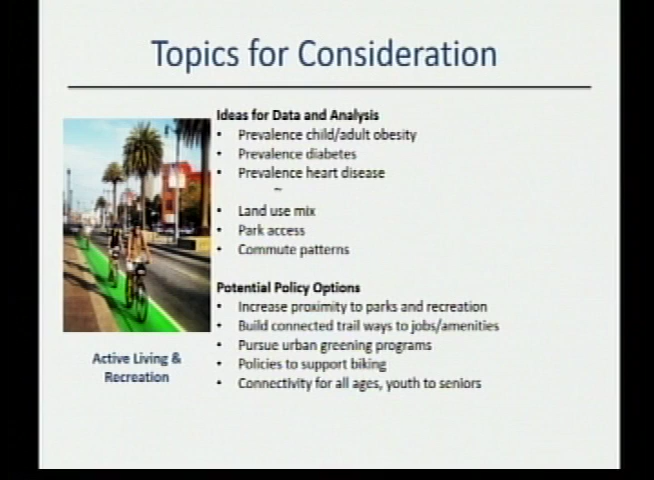 Topics for Consideration
Ideas for Data and Analysis
• Prevalence child/adult obesity
• Prevalence diabetes
• Prevalence heart disease
~
• Land use mix
• Park access
• Commute patterns
Potential Policy Options
• Increase proximity to parks and recreation
• Build connected trail ways to jobs/amenities
• Pursue urban greening programs
• Policies to support biking
• Connectivity for all ages, youth to seniors
Active Living &
Recreation